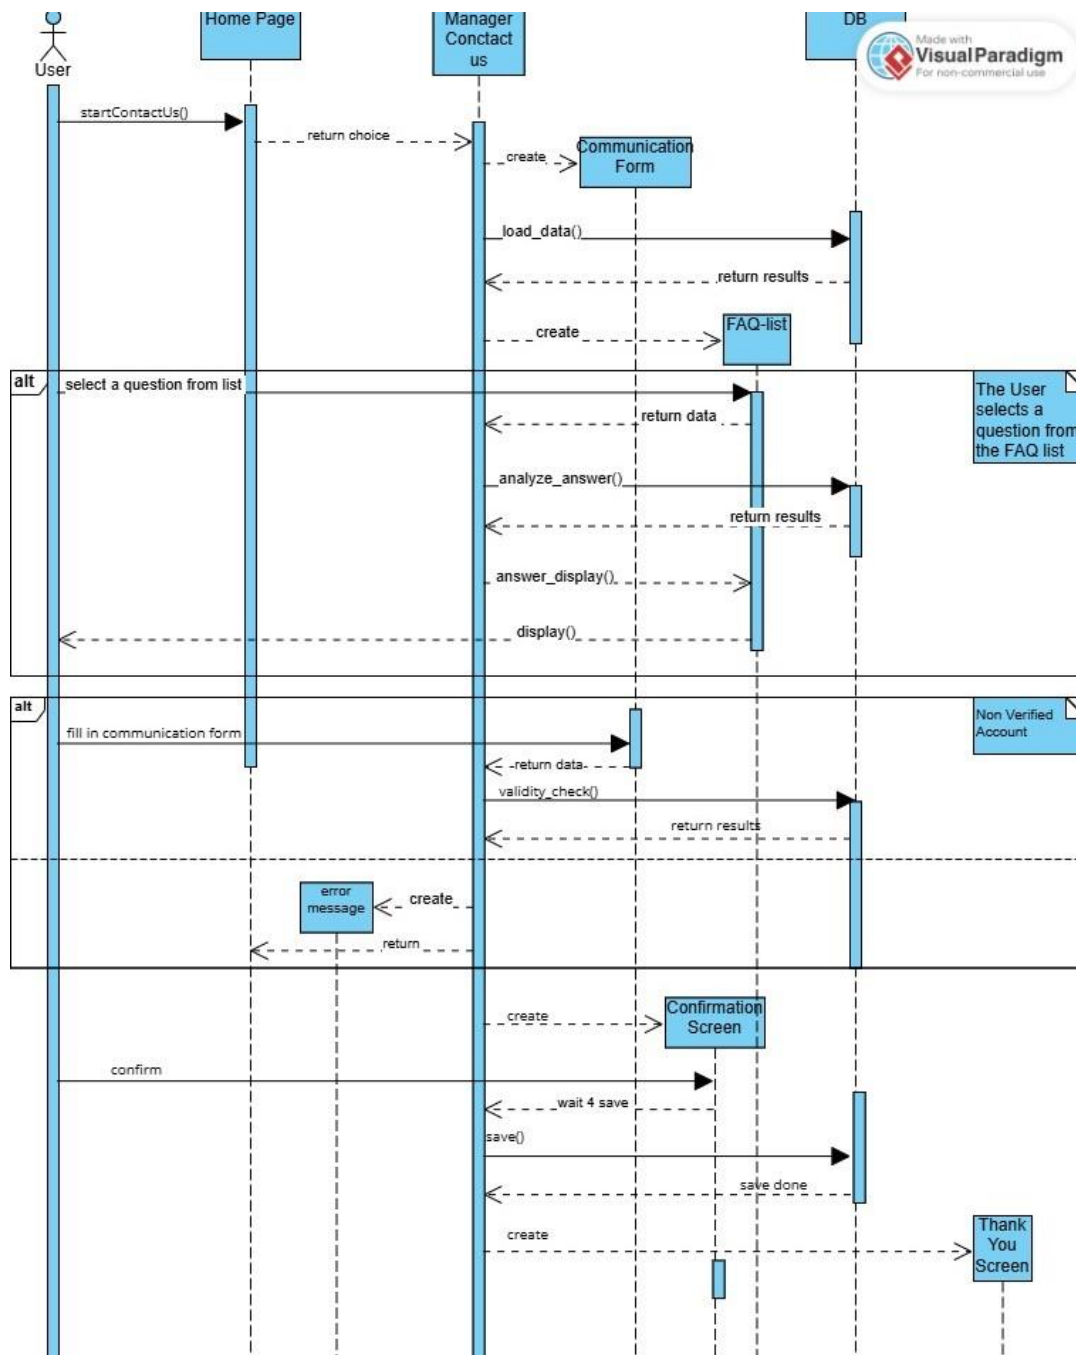 Home Page
Manager
Conctact
us
DB
Made with
Visual Paradigm
For non-commercial use
User
startContactUs()
return choice
create
Communication
Form
load_data()
return results
create
FAQ-list
alt
select a question from list
The User
selects a
question from
the FAQ list
return data
analyze_answer()
return results
answer_display()
display()
alt
Non Verified
Account
fill in communication form
return data
validity_check()
return results
error
message
create
return
create
Confirmation
Screen
confirm
wait 4 save
save()
save done
create
Thank
You
Screen